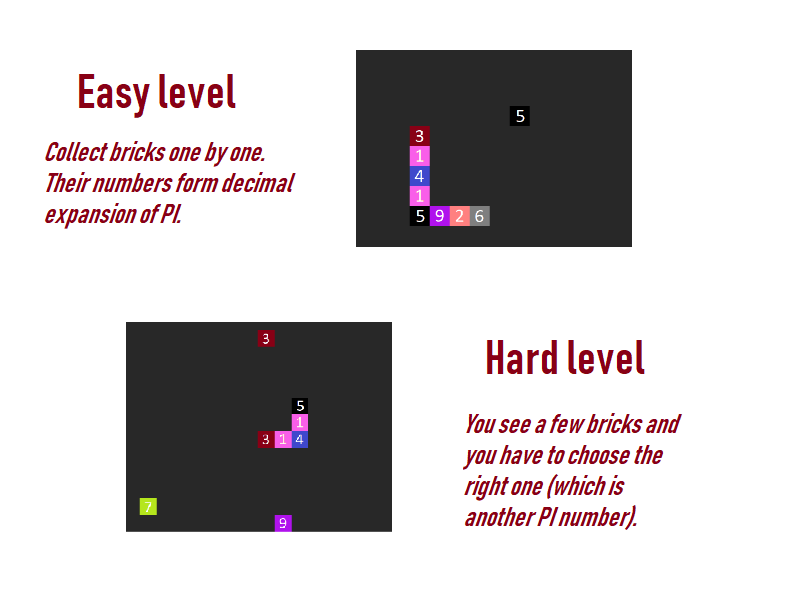 Easy level
Collect bricks one by one.
Their numbers form decimal
expansion of PI.
5
3
1
4
1
5 9 2 6
3
5
1
3 1 4
7
9
Hard level
You see a few bricks and
you have to choose the
right one (which is
another PI number).